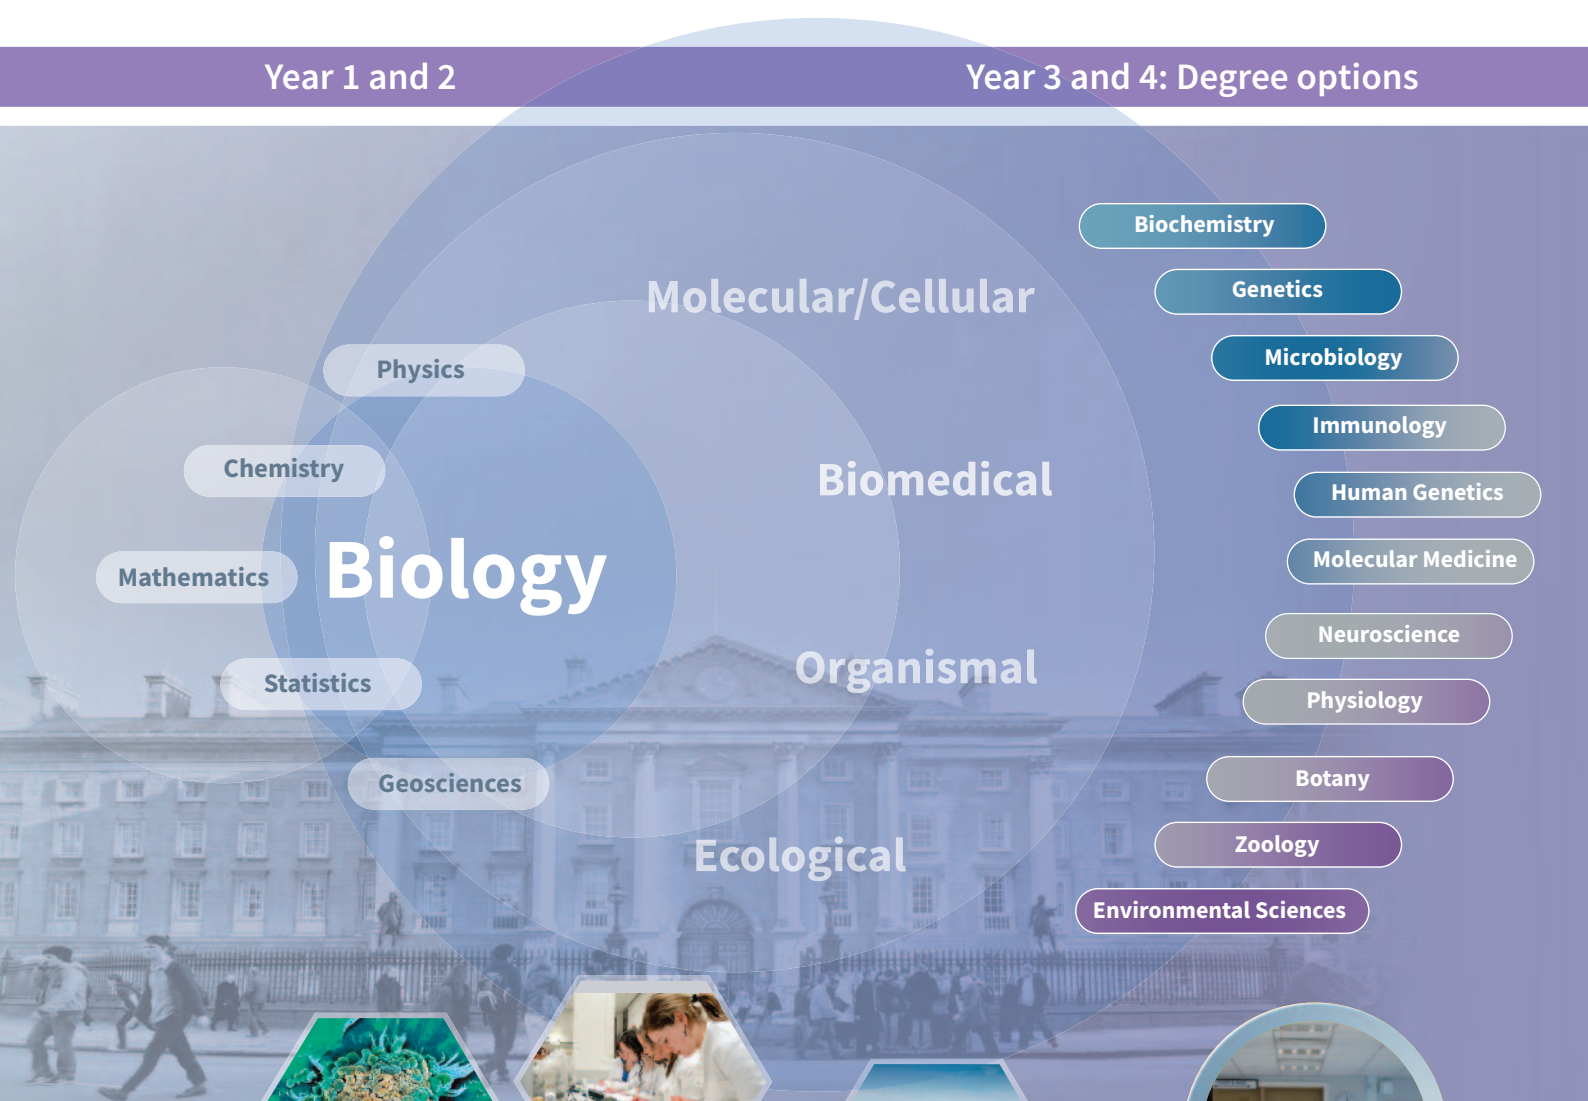 Year 1 and 2
Year 3 and 4: Degree options
Physics
Chemistry
Mathematics
Biology
Statistics
Geosciences
Molecular/Cellular
Biomedical
Organismal
Ecological
Biochemistry
Genetics
Microbiology
Immunology
Human Genetics
Molecular Medicine
Neuroscience
Physiology
Botany
Zoology
Environmental Sciences